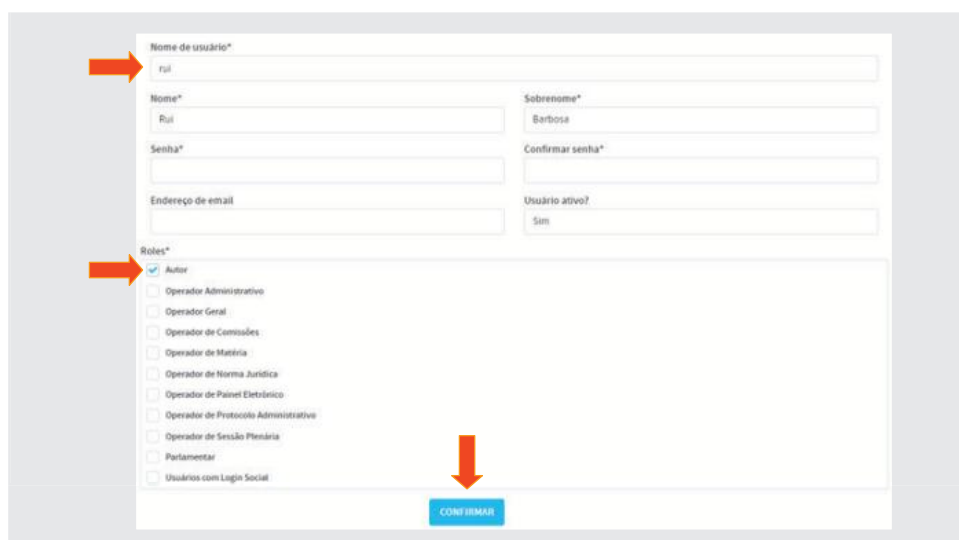 Nome de usuário*
rui
Nome*
Sobrenome*
Rui
Barbosa
Senha*
Confirmar senha*
Endereço de email
Usuário ativo?
Sim
Roles*
Autor
Operador Administrativo
Operador Geral
Operador de Comissões
Operador de Matéria
Operador de Norma Jurídica
Operador de Painel Eletrônico
Operador de Protocolo Administrativo
Operador de Sessão Plenária
Parlamentar
Usuários com Login Social
CONFIRMAR